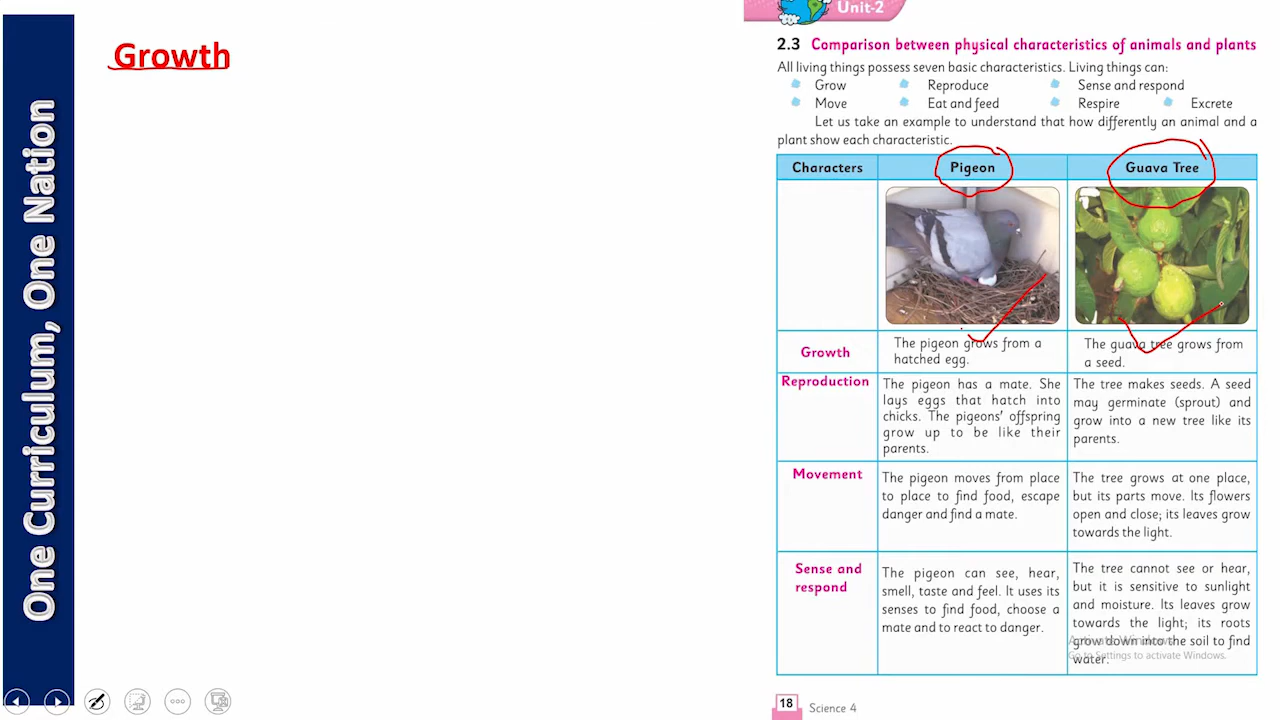 One Curriculum, One Nation
Growth
Unit-2
2.3 Comparison between physical characteristics of animals and plants
All living things possess seven basic characteristics. Living things can:
Grow Reproduce Sense and respond
Move Eat and feed Respire Excrete
Let us take an example to understand that how differently an animal and a
plant show each characteristic.
Characters Pigeon Guava Tree
Growth
The pigeon grows from a
hatched egg.
The guava tree grows from
a seed.
Reproduction
The pigeon has a mate. She
lays eggs that hatch into
chicks. The pigeons' offspring
grow up to be like their
parents.
The tree makes seeds. A seed
may germinate (sprout) and
grow into a new tree like its
parents.
Movement
The pigeon moves from place
to place to find food, escape
danger and find a mate.
The tree grows at one place,
but its parts move. Its flowers
open and close; its leaves grow
towards the light.
Sense and
respond
The pigeon can see, hear,
smell, taste and feel. It uses its
senses to find food, choose a
mate and to react to danger.
The tree cannot see or hear,
but it is sensitive to sunlight
and moisture. Its leaves grow
towards the light; its roots
grow down into the soil to find
water.
Activate Windows
Go to Settings to activate Windows.
18 Science 4